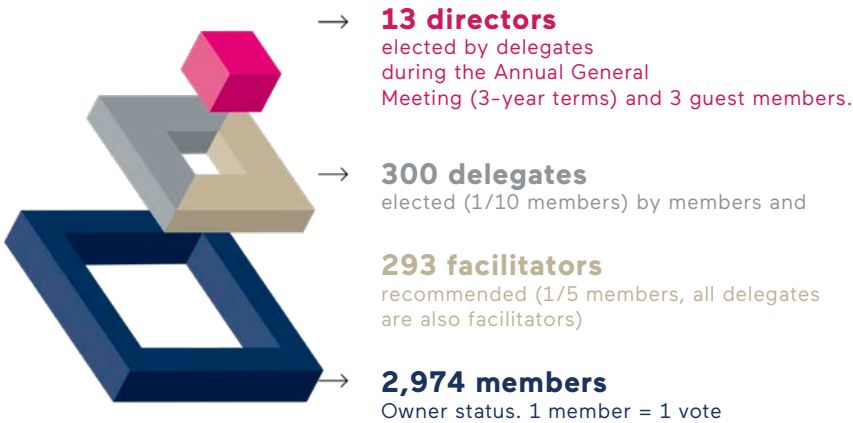 → 13 directors
elected by delegates
during the Annual General
Meeting (3-year terms) and 3 guest members.
→ 300 delegates
elected (1/10 members) by members and
293 facilitators
recommended (1/5 members, all delegates
are also facilitators)
→ 2,974 members
Owner status. 1 member = 1 vote